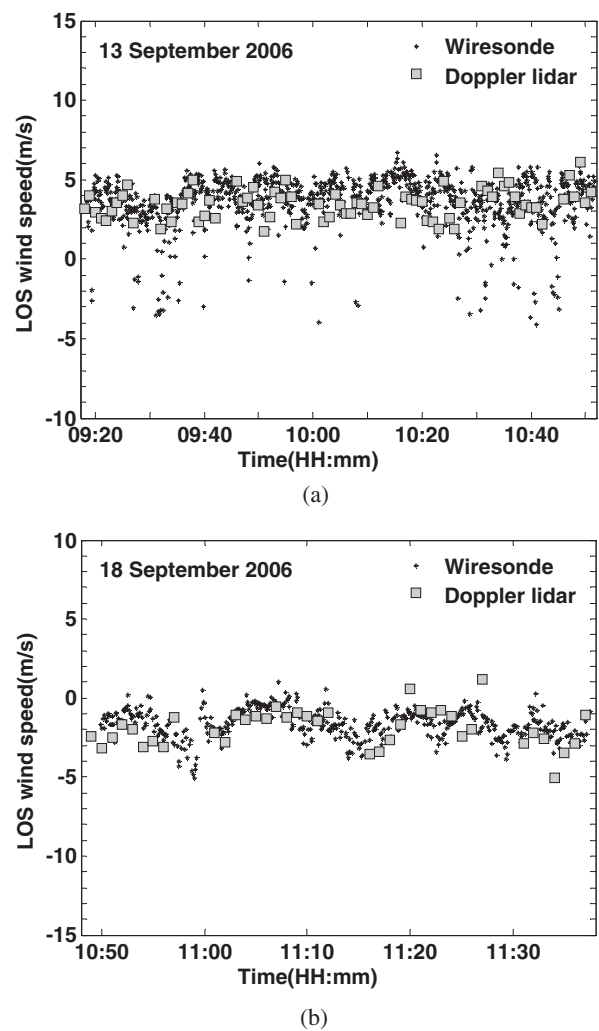 15
13 September 2006
Wiresonde
Doppler lidar
10
5
0
-5
-10
LOS wind speed(m/s)
09:20 09:40 10:00 10:20 10:40
Time(HH:mm)
(a)
10
18 September 2006
Wiresonde
Doppler lidar
5
0
-5
-10
-15
LOS wind speed(m/s)
10:50 11:00 11:10 11:20 11:30
Time(HH:mm)
(b)